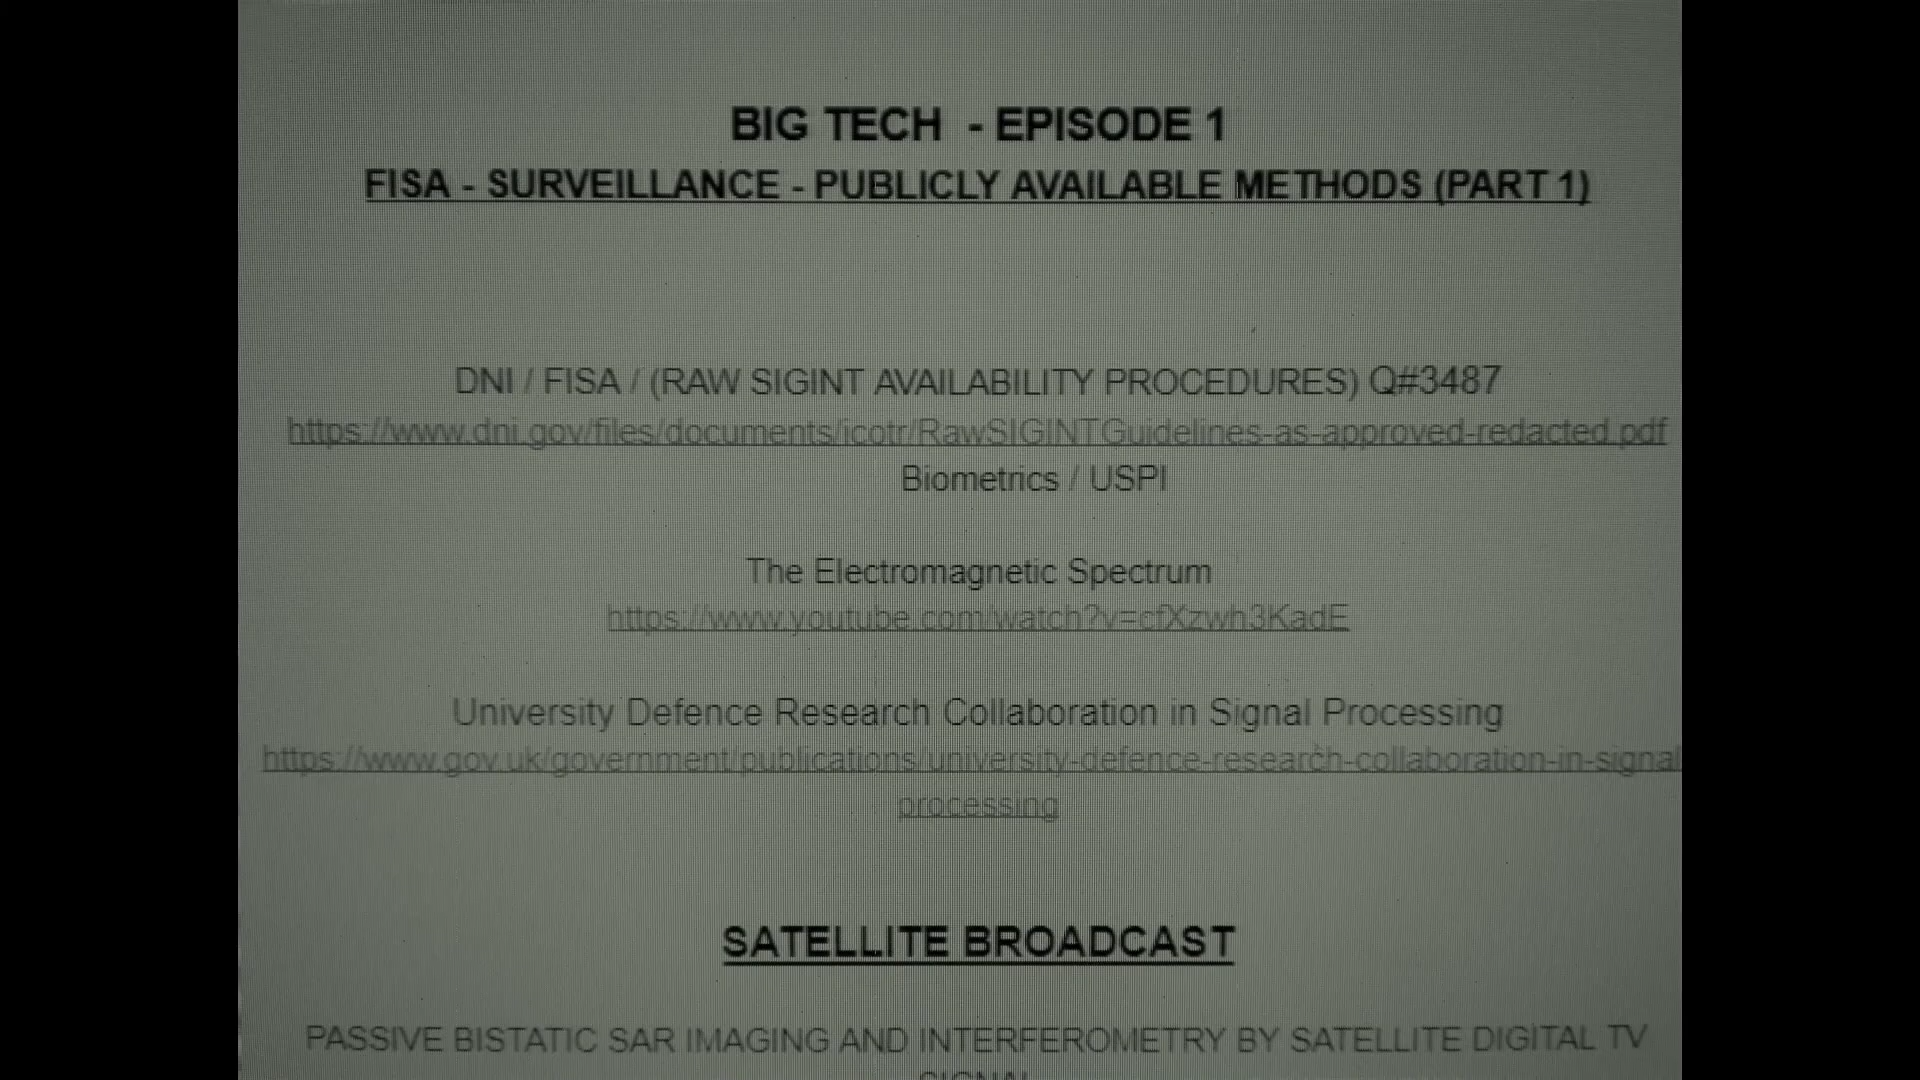 BIG TECH - EPISODE 1
FISA - SURVEILLANCE - PUBLICLY AVAILABLE METHODS (PART 1)
DNI / FISA / (RAW SIGINT AVAILABILITY PROCEDURES) Q#3487
https://www.dni.gov/files/documents/icotr/RawSIGINTGuidelines-as-approved-redacted.pdf
Biometrics / USPI
The Electromagnetic Spectrum
https://www.youtube.com/watch?v=cfXzwh3KadE
University Defence Research Collaboration in Signal Processing
https://www.gov.uk/government/publications/university-defence-research-collaboration-in-signal
processing
SATELLITE BROADCAST
PASSIVE BISTATIC SAR IMAGING AND INTERFEROMETRY BY SATELLITE DIGITAL TV
SIGNAL